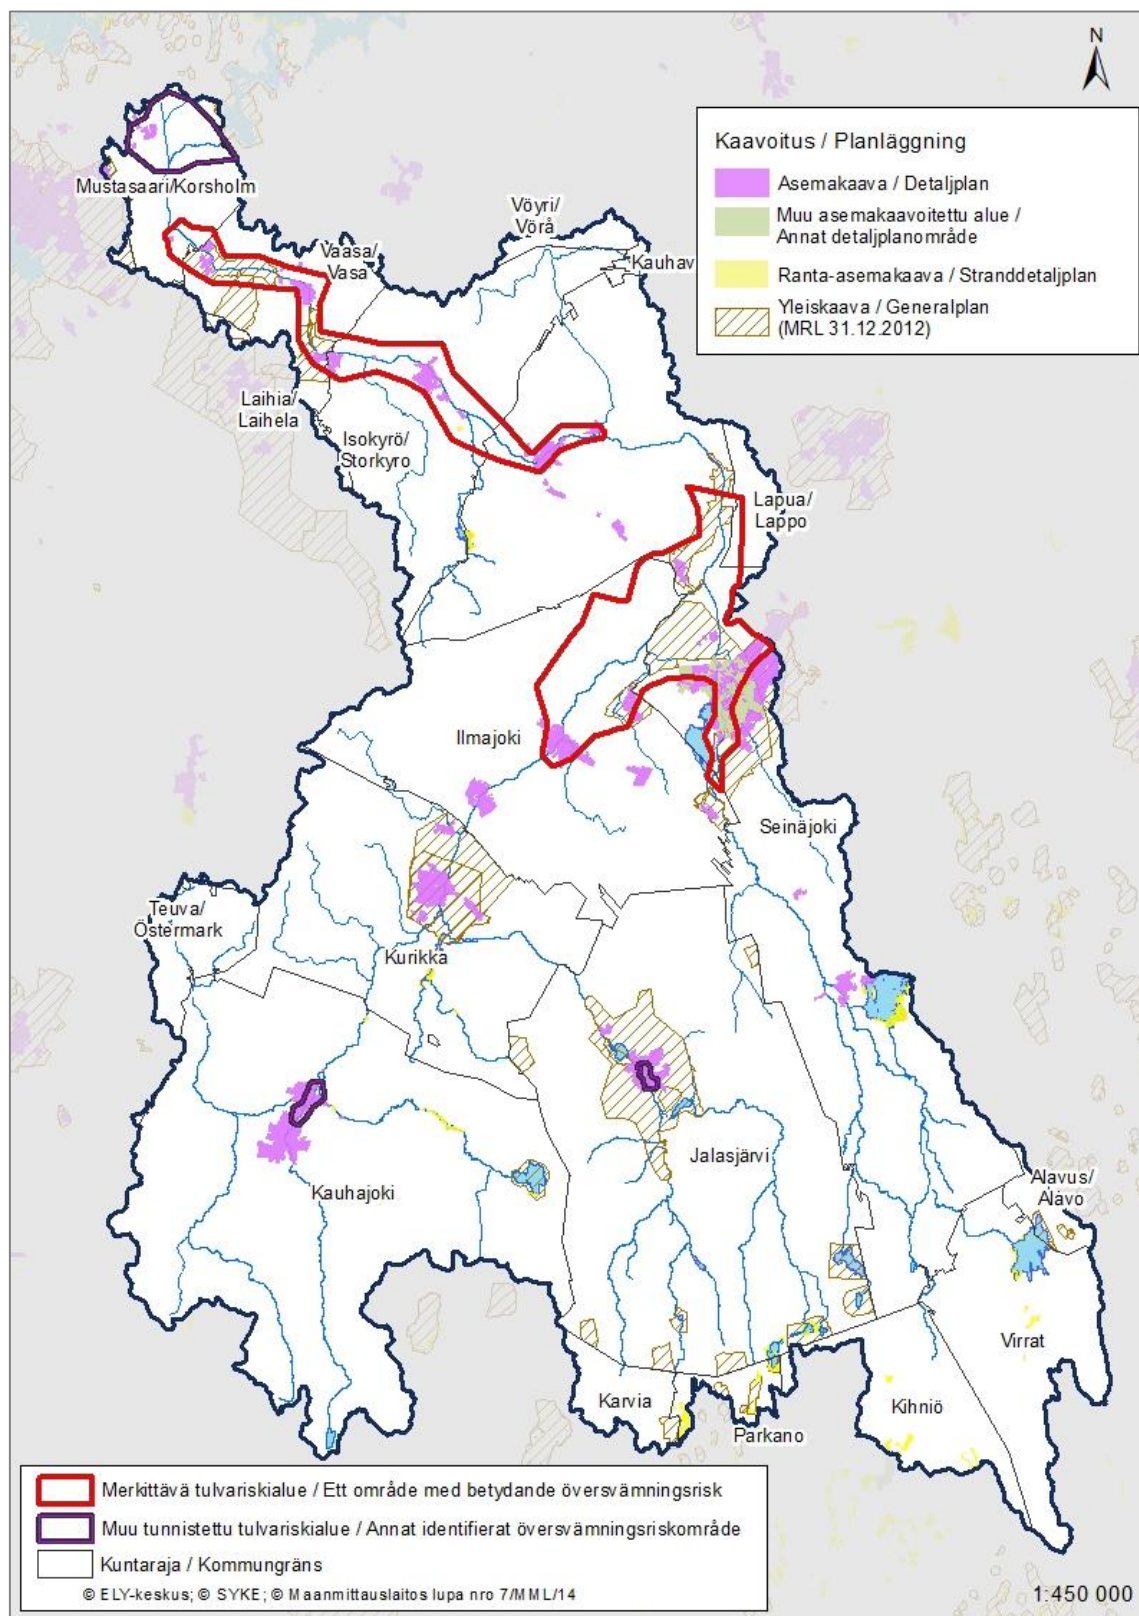 N
Kaavoitus / Planläggning
Asemakaava / Detaljplan
Muu asemakaavoitettu alue /
Annat detaljplanområde
Ranta-asemakaava / Stranddetaljplan
Yleiskaava / Generalplan
(MRL 31.12.2012)
Mustasaari/Korsholm
Vöyri/
Vörå
Vaasa/
Vasa
Kauhav
Laihia/
Laihela
Isokyrö/
Storkyro
Lapua/
Lappo
Ilmajoki
Seinäjoki
Teuva/
Östermark
Kurikka
Jalasjärvi
Kauhajoki
Alavus/
Alavo
Virrat
Karvia
Kihniö
Parkano
Merkittävä tulvariskialue / Ett område med betydande översvämningsrisk
Muu tunnistettu tulvariskialue / Annat identifierat översvämningsriskområde
Kuntaraja / Kommungräns
© ELY-keskus; © SYKE; © Maanmittauslaitos lupa nro 7/MML/14
1:450 000